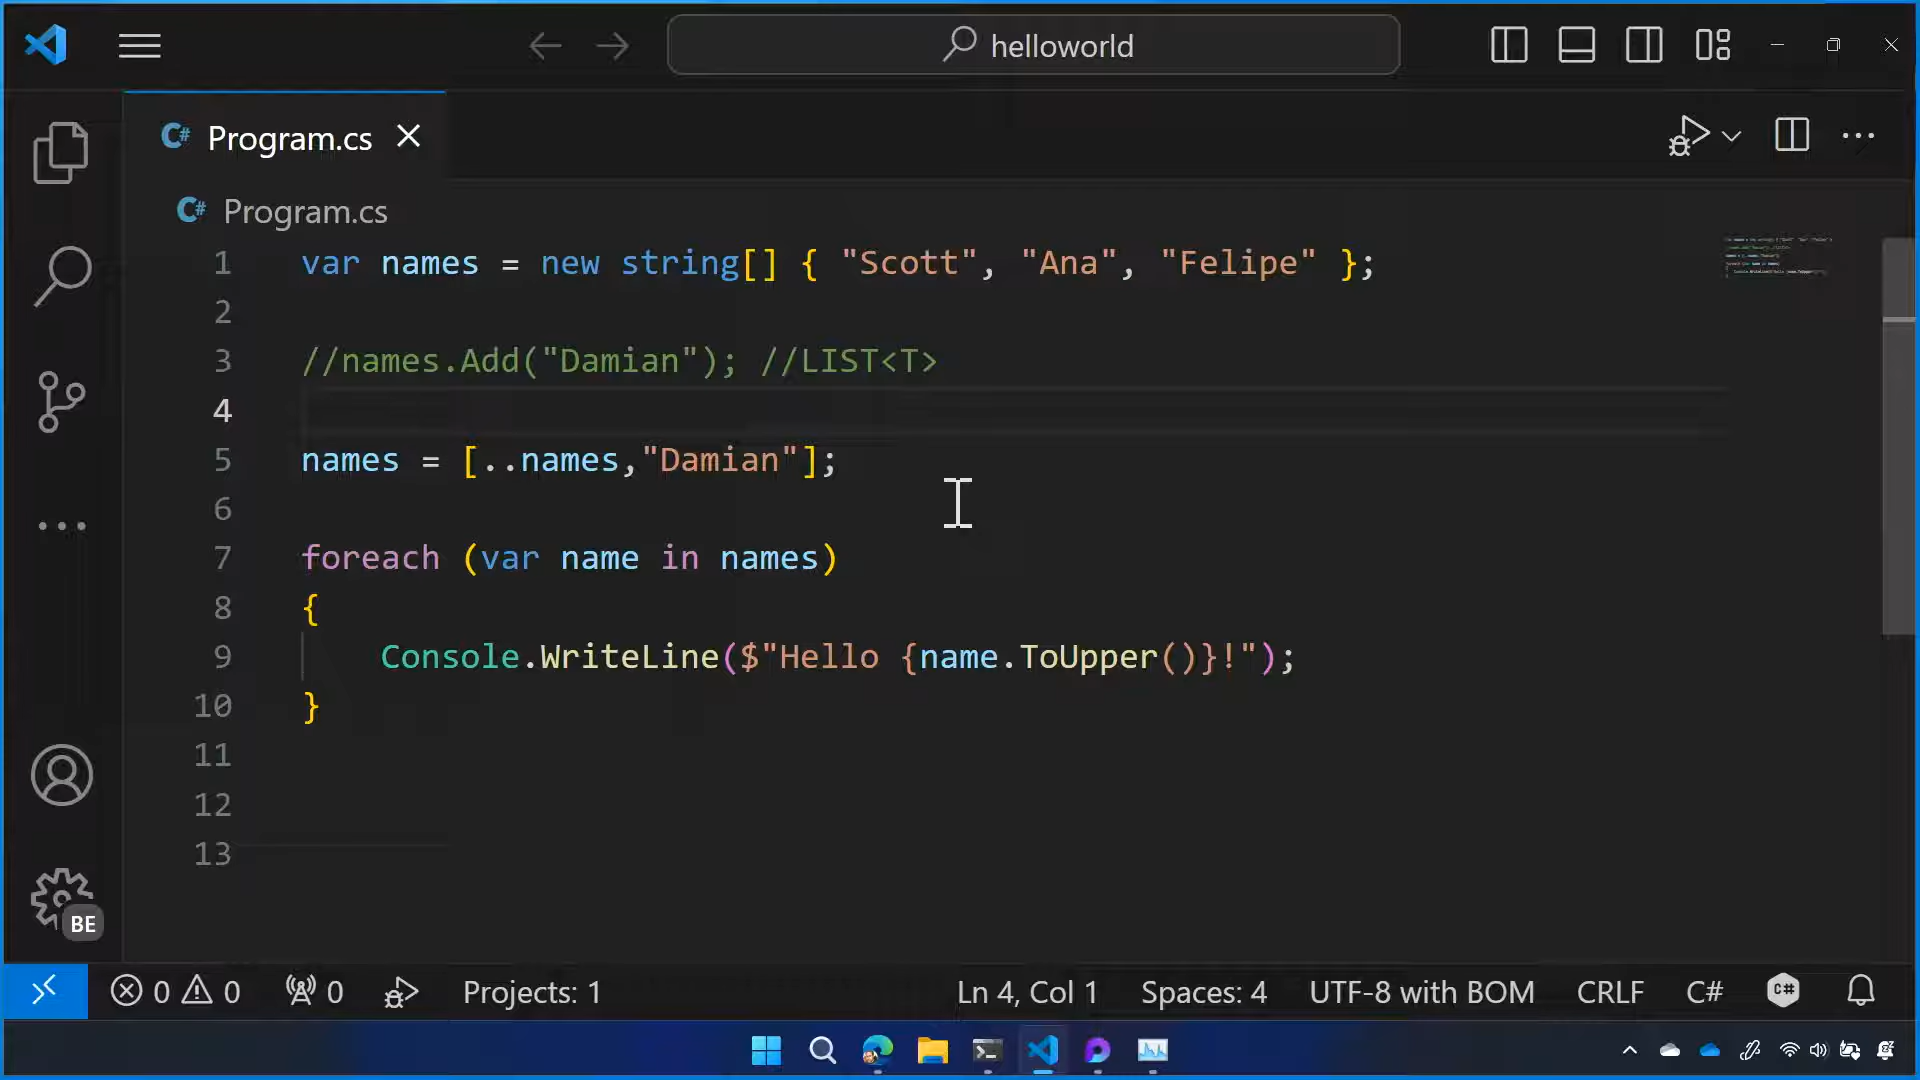 helloworld
C# Program.cs
C# Program.cs
1 var names = new string[] { "Scott", "Ana", "Felipe" };
2
3 //names.Add("Damian"); //LIST<T>
4
5 names = [..names,"Damian"];
6
7 foreach (var name in names)
8 {
9 Console.WriteLine($"Hello {name.ToUpper()}!");
10 }
11
12
13
BE
0 0 0 Projects: 1 Ln 4, Col 1 Spaces: 4 UTF-8 with BOM CRLF C# C#